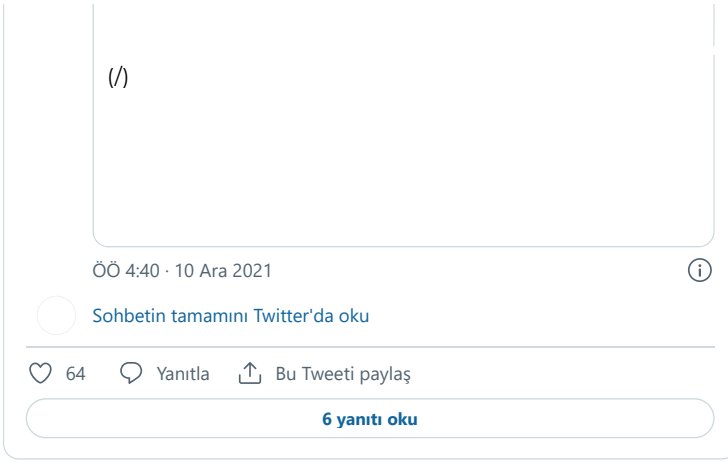 (/)
ÖÖ 4:40 · 10 Ara 2021
Sohbetin tamamını Twitter'da oku
64 Yanıtla Bu Tweeti paylaş
6 yanıtı oku